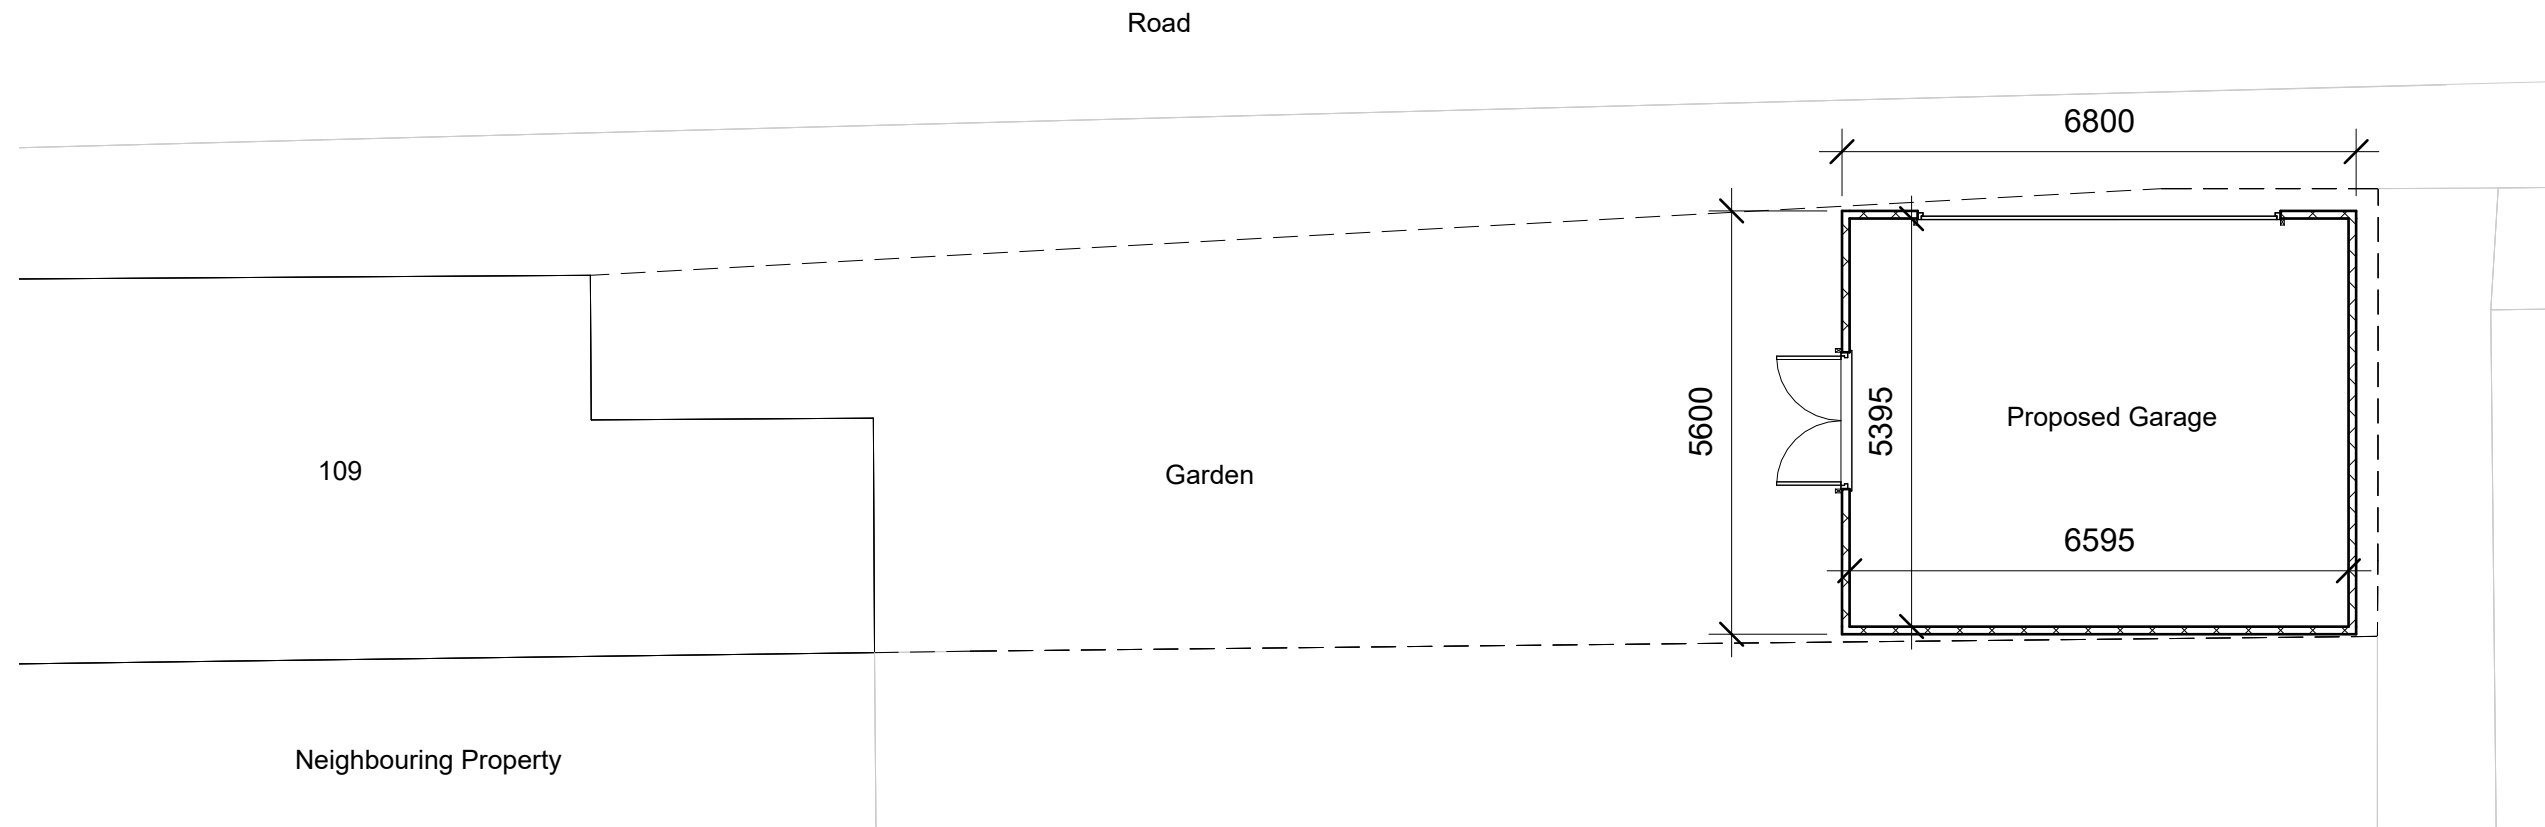 Road
6800
5600
5395
Proposed Garage
109
Garden
6595
Neighbouring Property